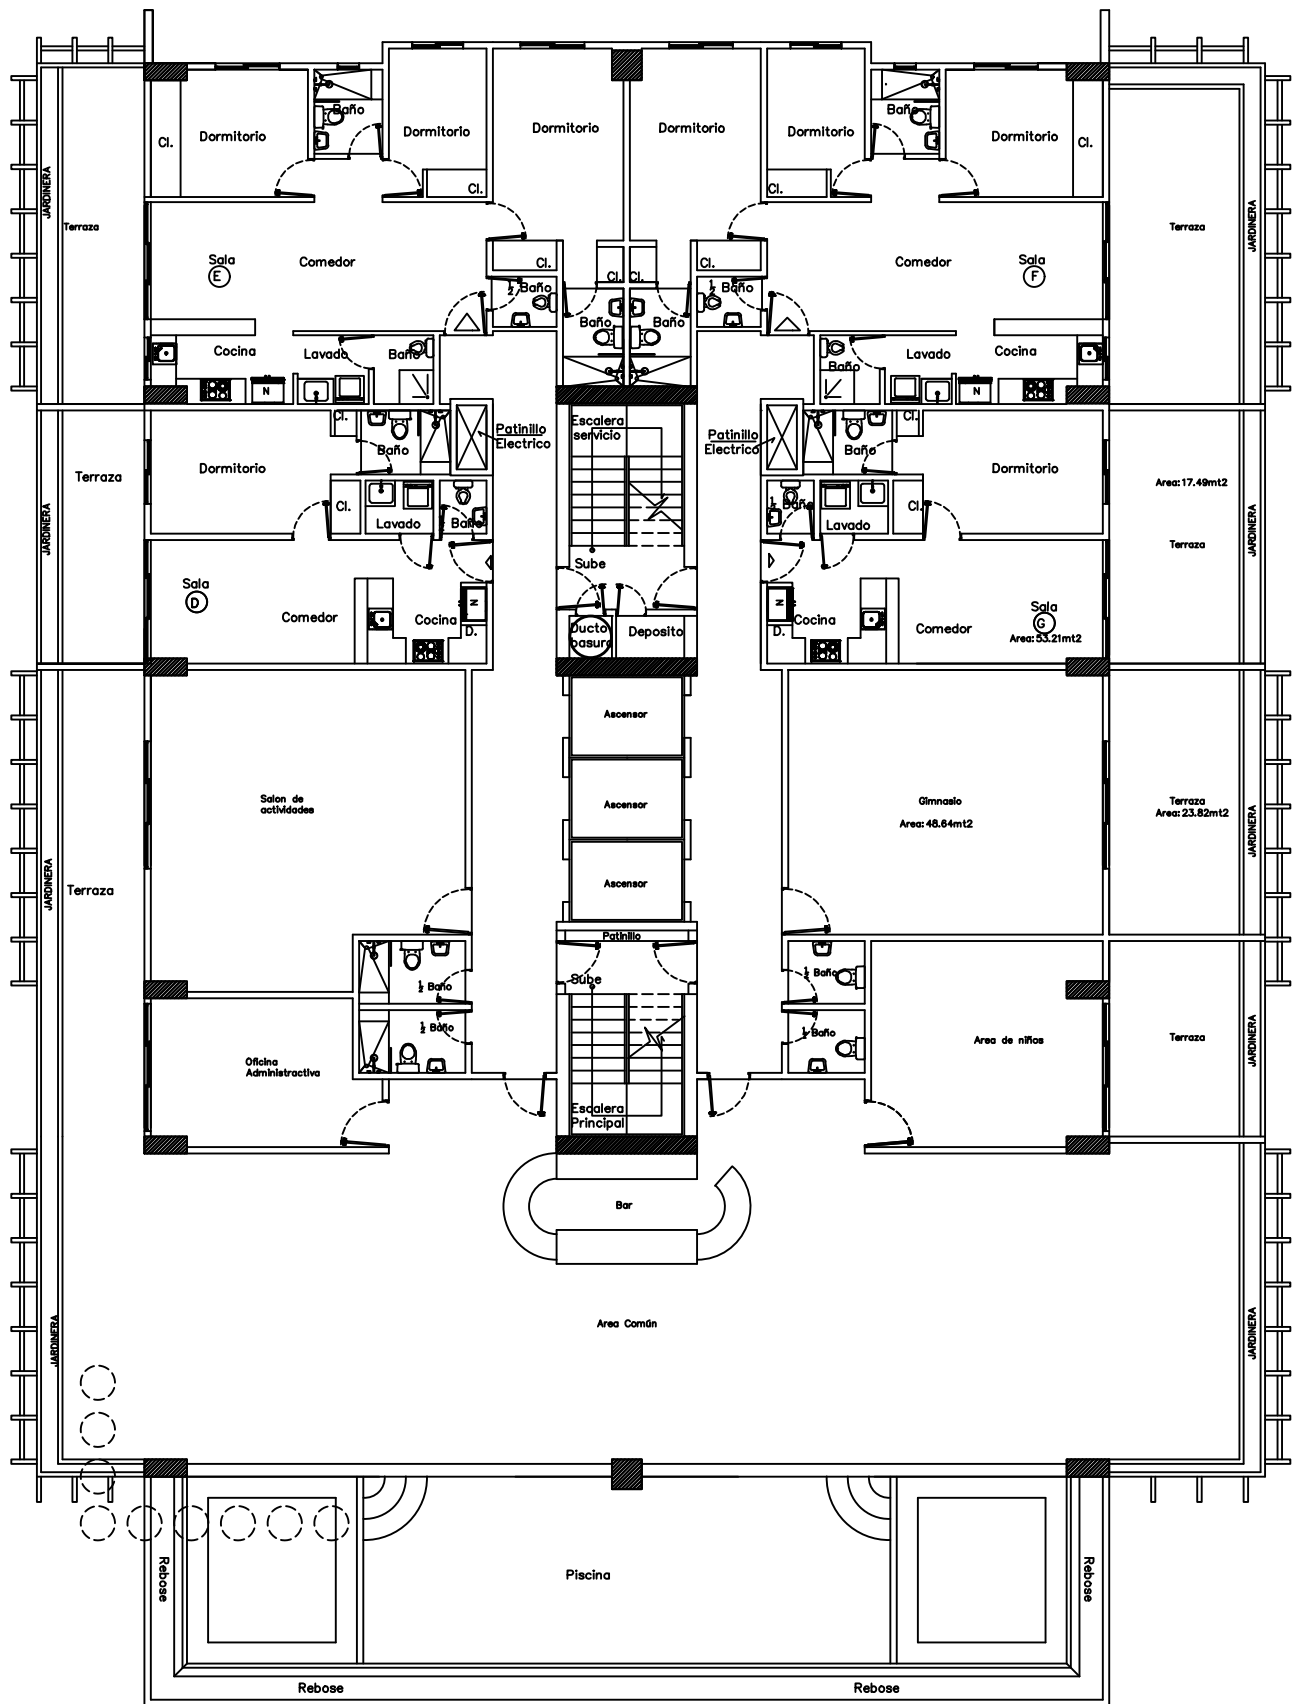 Baño
Baño
Dormitorio
Dormitorio
Dormitorio
Dormitorio
Dormitorio
Dormitorio
Cl.
Cl.
Cl.
Cl.
JARDINERA
JARDINERA
Terraza
Terraza
Sala
E
Comedor
Comedor
Sala
F
Cl.
Cl.
Cl.
Cl.
½ Baño
½ Baño
Baño
Baño
Cocina
Lavado
Baño
Baño
Lavado
Cocina
N
N
Cl.
Cl.
Escalera
servicio
Patinillo
Electrico
Patinillo
Electrico
Baño
Baño
Dormitorio
Dormitorio
Terraza
Area:17.49mt2
Terraza
JARDINERA
JARDINERA
Cl.
Cl.
Lavado
Baño
½ Baño
Lavado
Sube
Sala
D
Comedor
Cocina
N
D.
Ducto
basura
Deposito
N
Cocina
D.
Comedor
Sala
G
Area:53.21mt2
Ascensor
Ascensor
Ascensor
Salon de
actividades
Gimnasio
Area:48.64mt2
Terraza
Area:23.82mt2
JARDINERA
JARDINERA
Terraza
Patinillo
Sube
½ Baño
½ Baño
½ Baño
½ Baño
Oficina
Administractiva
Area de niños
Terraza
JARDINERA
Escalera
Principal
Bar
Area Común
JARDINERA
JARDINERA
Piscina
Rebose
Rebose
Rebose
Rebose